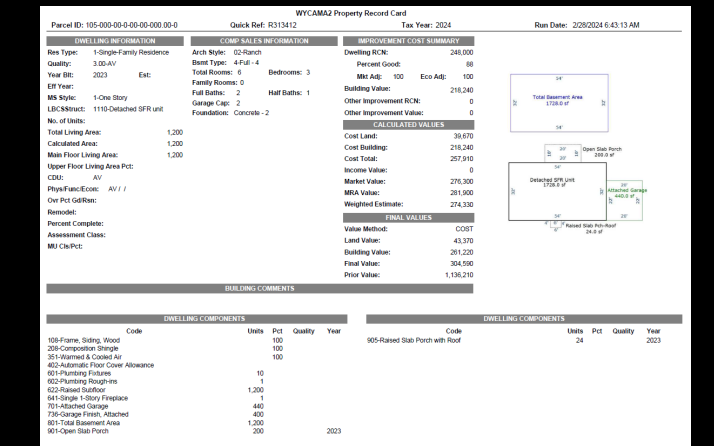 WYCAMA2 Property Record Card
Parcel ID: 105-000-00-0-00-00-000.00-0 Quick Ref: R313412 Tax Year: 2024 Run Date: 2/28/2024 6:43:13 AM
DWELLING INFORMATION
Res Type: 1-Single-Family Residence
Quality: 3.00-AV
Year Blt: 2023 Est:
Eff Year:
MS Style: 1-One Story
LBCSStruct: 1110-Detached SFR unit
No. of Units:
Total Living Area: 1,200
Calculated Area: 1,200
Main Floor Living Area: 1,200
Upper Floor Living Area Pct:
CDU: AV
Phys/Func/Econ: AV / /
Ovr Pct Gd/Rsn:
Remodel:
Percent Complete:
Assessment Class:
MU Cls/Pct:
COMP SALES INFORMATION
Arch Style: 02-Ranch
Bsmt Type: 4-Full - 4
Total Rooms: 6 Bedrooms: 3
Family Rooms: 0
Full Baths: 2 Half Baths: 1
Garage Cap: 2
Foundation: Concrete - 2
IMPROVEMENT COST SUMMARY
Dwelling RCN: 248,000
Percent Good: 88
Mkt Adj: 100 Eco Adj: 100
Building Value: 218,240
Other Improvement RCN: 0
Other Improvement Value: 0
CALCULATED VALUES
Cost Land: 39,670
Cost Building: 218,240
Cost Total: 257,910
Income Value: 0
Market Value: 276,300
MRA Value: 281,900
Weighted Estimate: 274,330
FINAL VALUES
Value Method: COST
Land Value: 43,370
Building Value: 261,220
Final Value: 304,590
Prior Value: 1,136,210
54'
32' Total Basement Area 32'
1728.0 sf
54'
20'
10' 10' Open Slab Porch
20' 200.0 sf
Detached SFR Unit
1728.0 sf
32' 32'
54'
20'
Attached Garage
440.0 sf
20'
Raised Slab Pch-Roof
24.0 sf
6'
BUILDING COMMENTS
DWELLING COMPONENTS
Code Units Pct Quality Year
108-Frame, Siding, Wood 100
208-Composition Shingle 100
351-Warmed & Cooled Air 100
402-Automatic Floor Cover Allowance
601-Plumbing Fixtures 10
602-Plumbing Rough-ins 1
622-Raised Subfloor 1,200
641-Single 1-Story Fireplace 1
701-Attached Garage 440
736-Garage Finish, Attached 400
801-Total Basement Area 1,200
901-Open Slab Porch 200 2023
DWELLING COMPONENTS
Code Units Pct Quality Year
905-Raised Slab Porch with Roof 24 2023